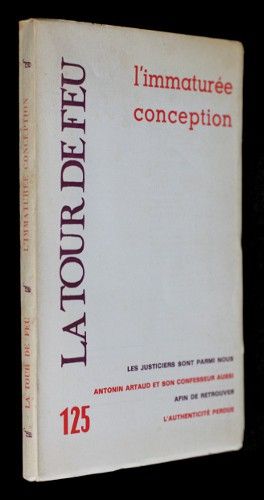 LA TOUR DE FEU
L'IMMATURÉE CONCEPTION
LA TOUR DE FEU
l'immaturée
conception
LES JUSTICIERS SONT PARMI NOUS
ANTONIN ARTAUD ET SON CONFESSEUR AUSSI
AFIN DE RETROUVER
L'AUTHENTICITÉ PERDUE
125